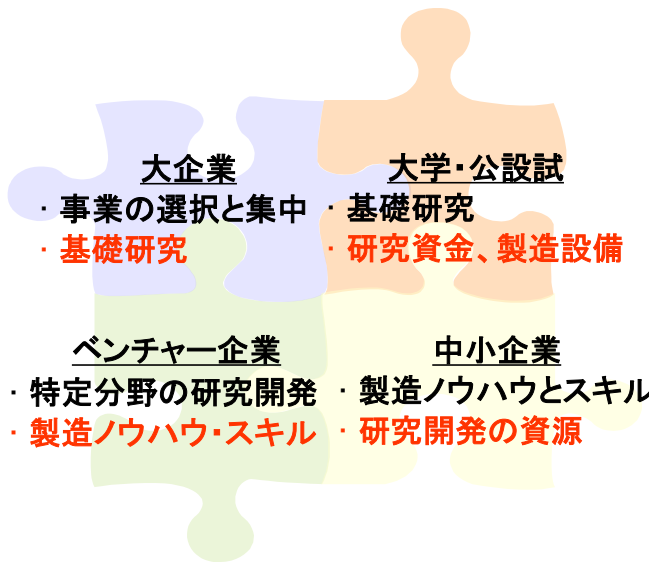 大企業
・事業の選択と集中
・基礎研究
大学・公設試
・基礎研究
・研究資金、製造設備
ベンチャー企業
・特定分野の研究開発
・製造ノウハウ・スキル
中小企業
・製造ノウハウとスキル
・研究開発の資源